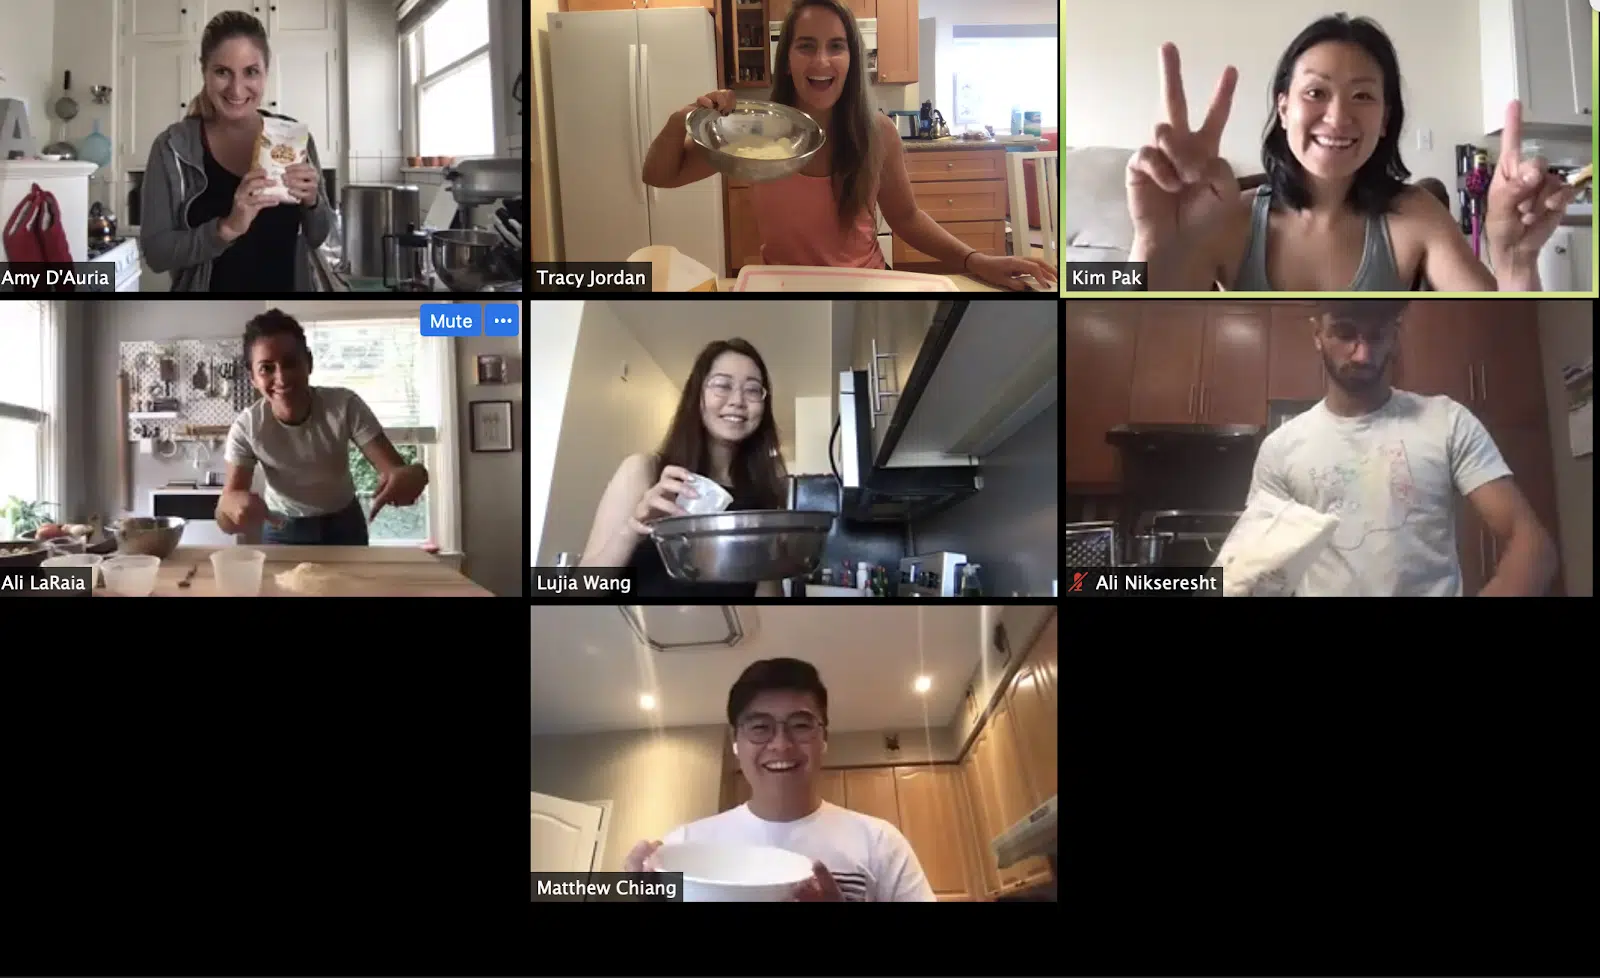 Amy D'Auria
Tracy Jordan
Kim Pak
Mute ...
Ali LaRaia
Lujia Wang
Ali Nikseresht
Matthew Chiang